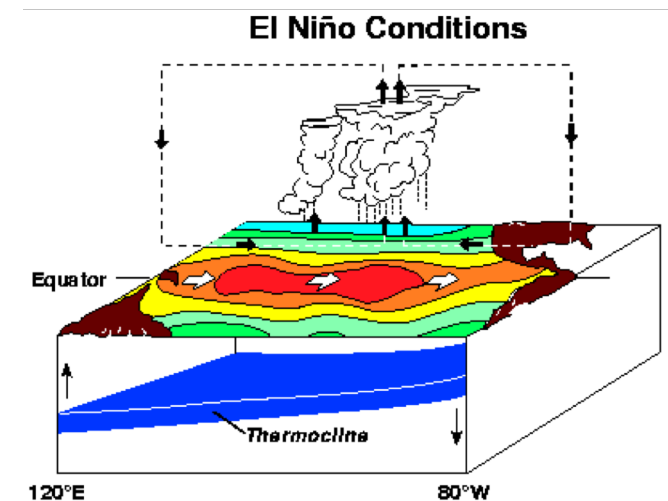 El Niño Conditions
Equator
Thermocline
120°E
80°W